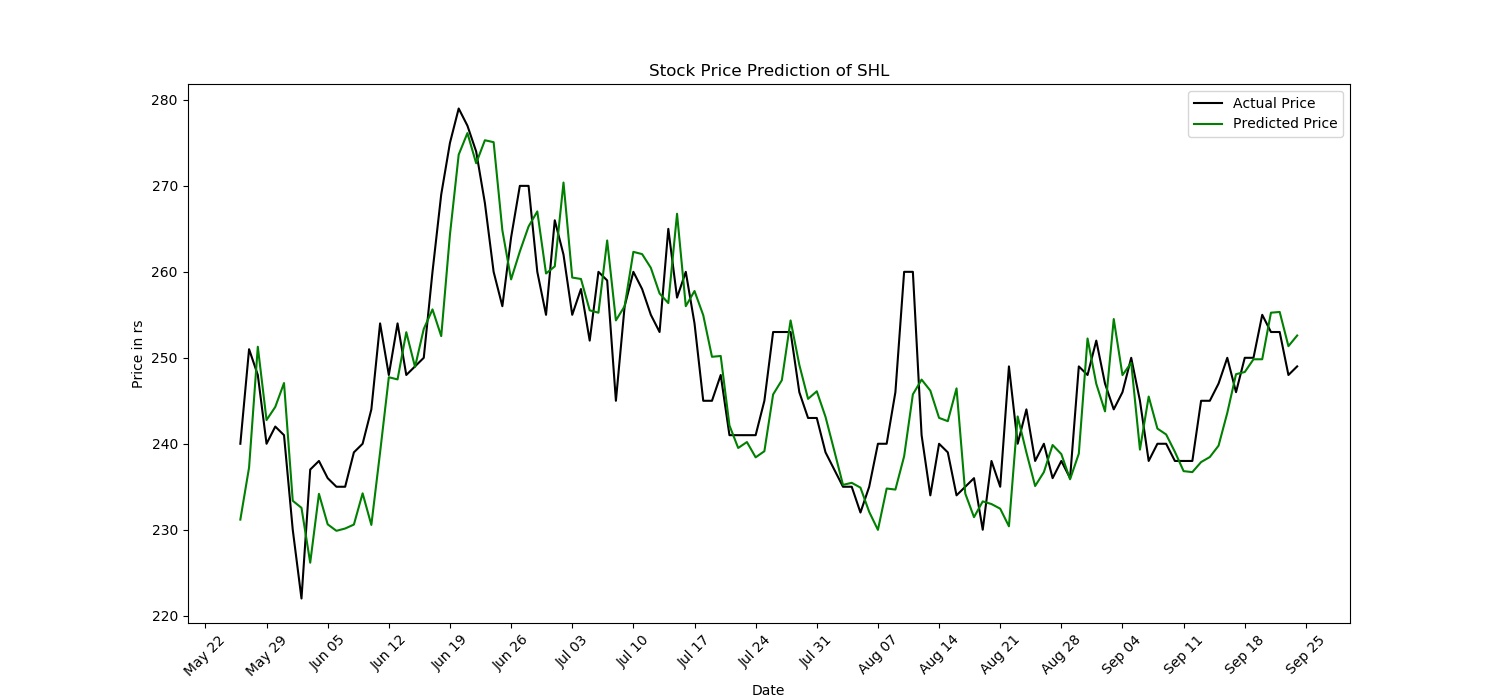 Stock Price Prediction of SHL
Actual Price
Predicted Price
Price in rs
280
270
260
250
240
230
220
May 22
May 29
Jun 05
Jun 12
Jun 19
Jun 26
Jul 03
Jul 10
Jul 17
Jul 24
Jul 31
Aug 07
Aug 14
Aug 21
Aug 28
Sep 04
Sep 11
Sep 18
Sep 25
Date